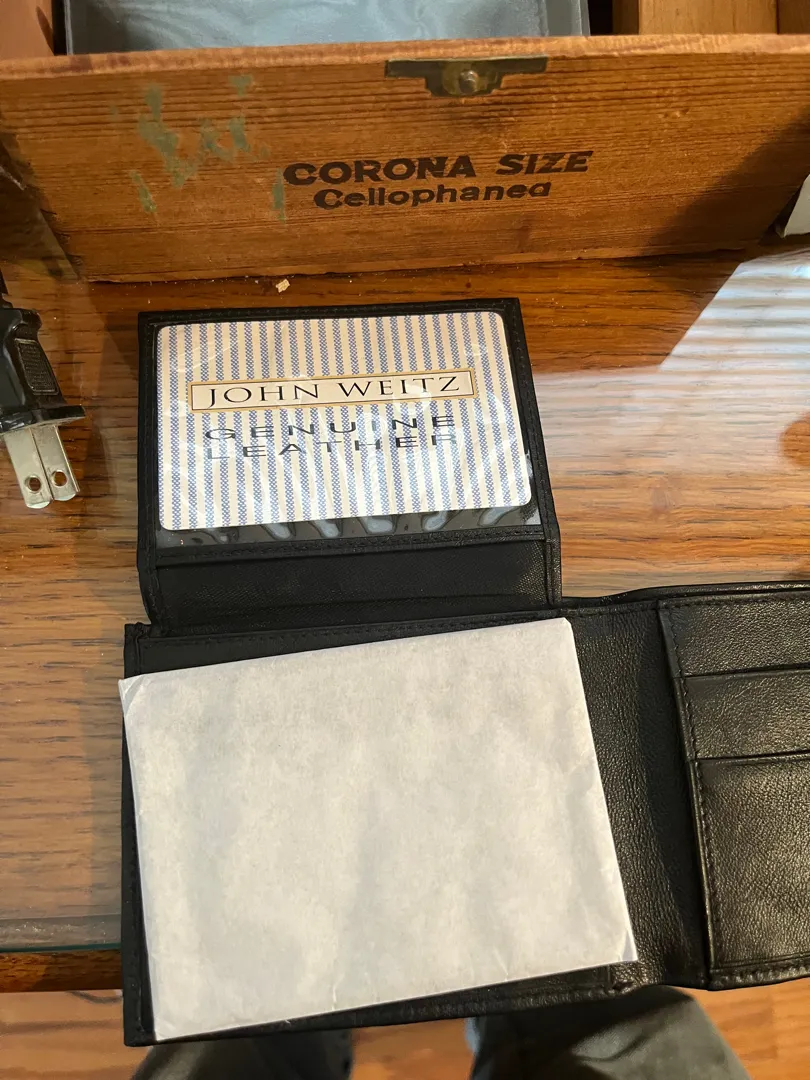 CORONA SIZE
Cellophaned
JOHN WEITZ
GENUINE
LEATHER